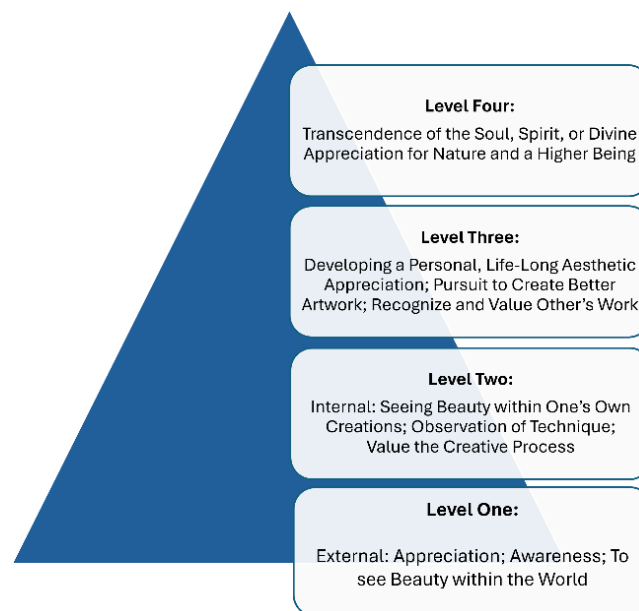 Level Four:
Transcendence of the Soul, Spirit, or Divine
Appreciation for Nature and a Higher Being
Level Three:
Developing a Personal, Life-Long Aesthetic
Appreciation; Pursuit to Create Better
Artwork; Recognize and Value Other's Work
Level Two:
Internal: Seeing Beauty within One's Own
Creations; Observation of Technique;
Value the Creative Process
Level One:
External: Appreciation; Awareness; To
see Beauty within the World